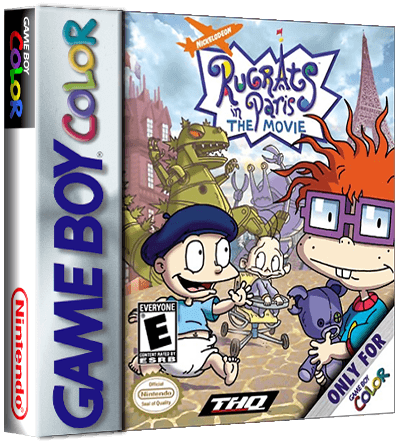 GAME BOY
COLOR
Nintendo
GAME BOY COLOR
NICKELODEON
RUGRATS
in
PARiS
THE MOVIE
EVERYONE
E
CONTENT RATED BY
ESRB
Official
Nintendo
Seal of Quality
THQ
ONLY FOR
GAME BOY
COLOR